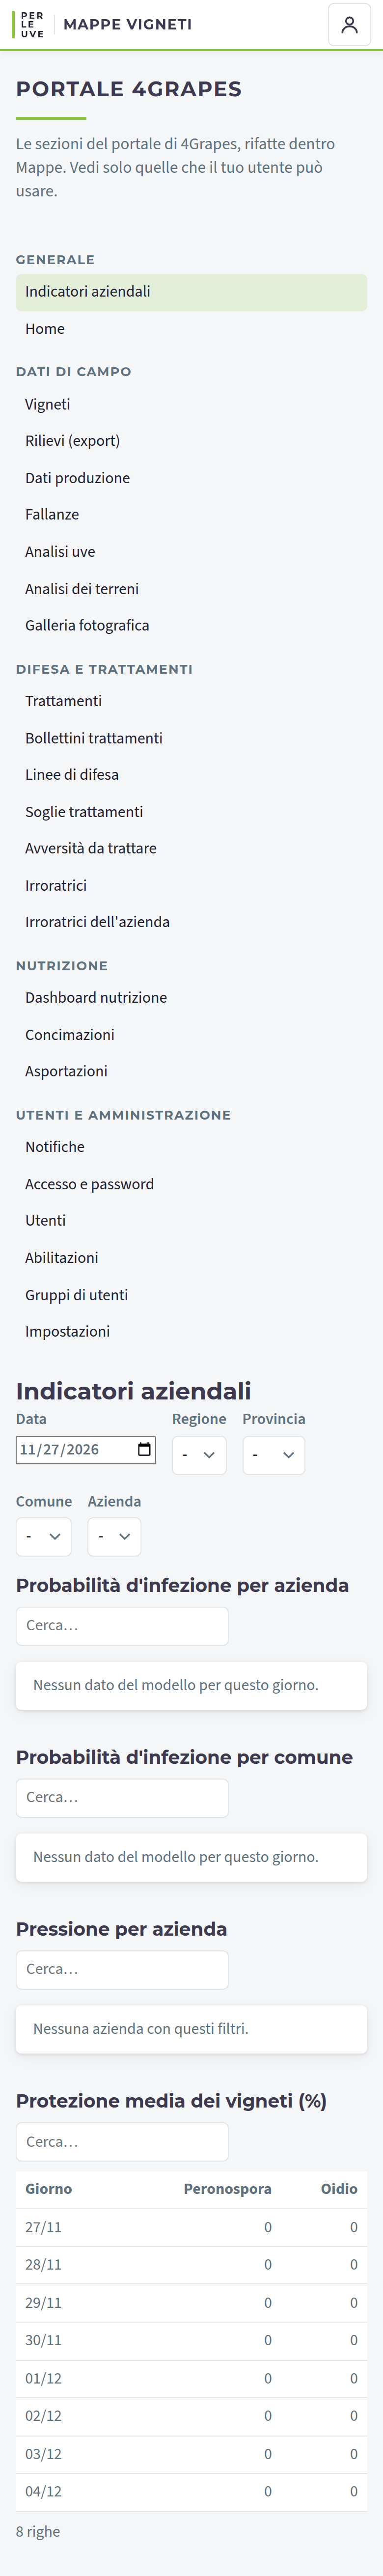 PER
LE
UVE
MAPPE VIGNETI
PORTALE 4GRAPES
Le sezioni del portale di 4Grapes, rifatte dentro
Mappe. Vedi solo quelle che il tuo utente può
usare.
GENERALE
Indicatori aziendali
Home
DATI DI CAMPO
Vigneti
Rilievi (export)
Dati produzione
Fallanze
Analisi uve
Analisi dei terreni
Galleria fotografica
DIFESA E TRATTAMENTI
Trattamenti
Bollettini trattamenti
Linee di difesa
Soglie trattamenti
Avversità da trattare
Irroratrici
Irroratrici dell'azienda
NUTRIZIONE
Dashboard nutrizione
Concimazioni
Asportazioni
UTENTI E AMMINISTRAZIONE
Notifiche
Accesso e password
Utenti
Abilitazioni
Gruppi di utenti
Impostazioni
Indicatori aziendali
Data Regione Provincia
11/27/2026 - -
Comune Azienda
- -
Probabilità d'infezione per azienda
Cerca…
Nessun dato del modello per questo giorno.
Probabilità d'infezione per comune
Cerca…
Nessun dato del modello per questo giorno.
Pressione per azienda
Cerca…
Nessuna azienda con questi filtri.
Protezione media dei vigneti (%)
Cerca…
Giorno Peronospora Oidio
27/11 0 0
28/11 0 0
29/11 0 0
30/11 0 0
01/12 0 0
02/12 0 0
03/12 0 0
04/12 0 0
8 righe